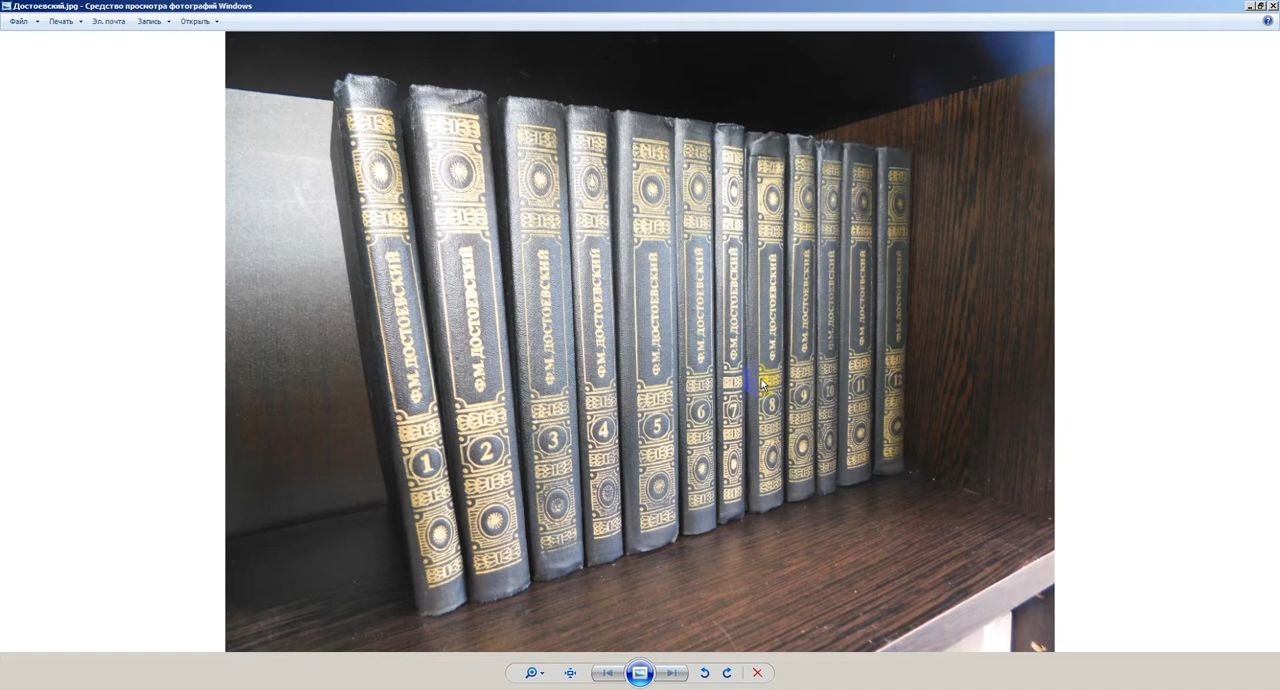 Достоевский.jpg - Средство просмотра фотографий Windows
Файл Печать Эл. почта Запись Открыть
Ф.М. ДОСТОЕВСКИЙ
1
Ф.М. ДОСТОЕВСКИЙ
2
Ф.М. ДОСТОЕВСКИЙ
3
Ф.М. ДОСТОЕВСКИЙ
4
Ф.М. ДОСТОЕВСКИЙ
5
Ф.М. ДОСТОЕВСКИЙ
6
Ф.М. ДОСТОЕВСКИЙ
7
Ф.М. ДОСТОЕВСКИЙ
8
Ф.М. ДОСТОЕВСКИЙ
9
Ф.М. ДОСТОЕВСКИЙ
10
Ф.М. ДОСТОЕВСКИЙ
11
Ф.М. ДОСТОЕВСКИЙ
12